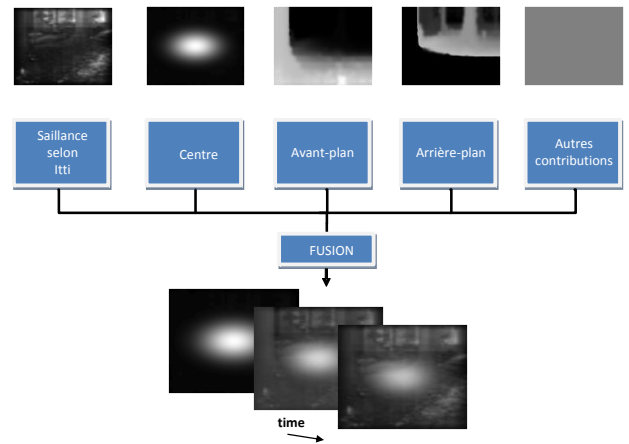 Saillance
selon
Itti
Centre
Avant-plan
Arrière-plan
Autres
contributions
FUSION
time